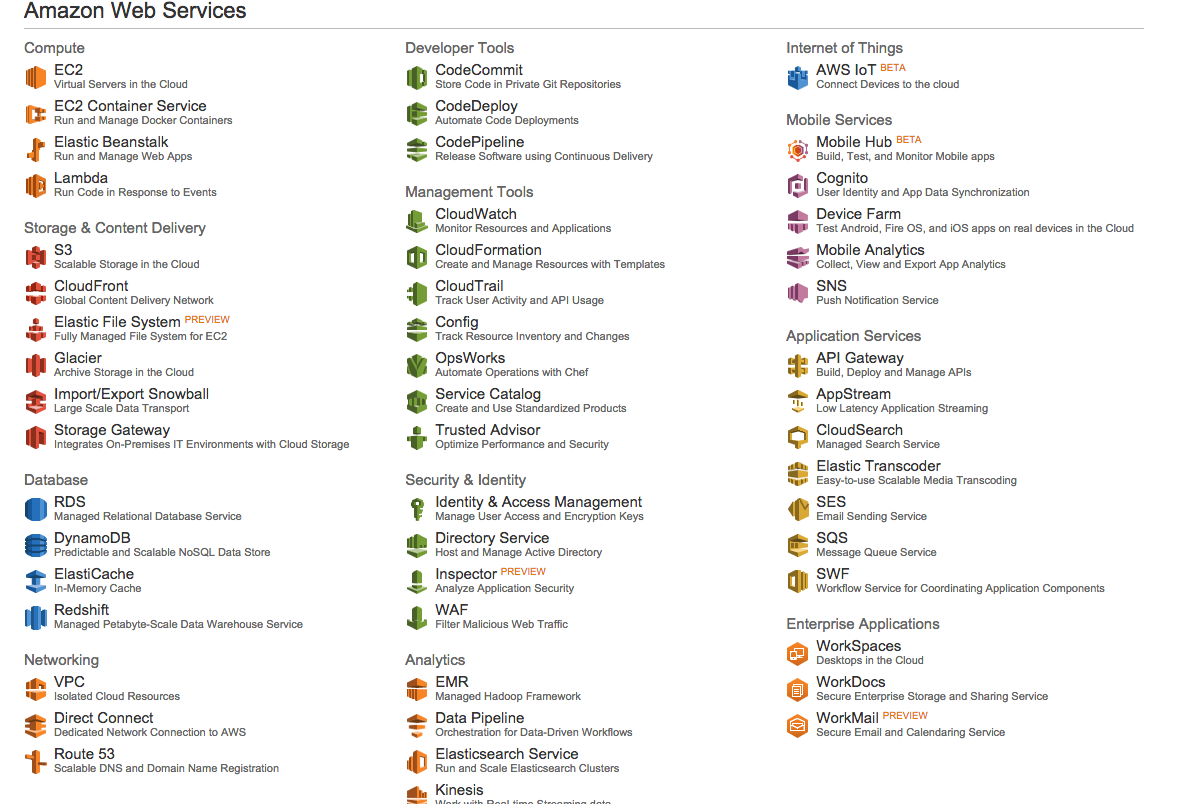 Amazon Web Services
Compute
EC2
Virtual Servers in the Cloud
EC2 Container Service
Run and Manage Docker Containers
Elastic Beanstalk
Run and Manage Web Apps
Lambda
Run Code in Response to Events
Storage & Content Delivery
S3
Scalable Storage in the Cloud
CloudFront
Global Content Delivery Network
Elastic File System PREVIEW
Fully Managed File System for EC2
Glacier
Archive Storage in the Cloud
Import/Export Snowball
Large Scale Data Transport
Storage Gateway
Integrates On-Premises IT Environments with Cloud Storage
Database
RDS
Managed Relational Database Service
DynamoDB
Predictable and Scalable NoSQL Data Store
ElastiCache
In-Memory Cache
Redshift
Managed Petabyte-Scale Data Warehouse Service
Networking
VPC
Isolated Cloud Resources
Direct Connect
Dedicated Network Connection to AWS
Route 53
Scalable DNS and Domain Name Registration
Developer Tools
CodeCommit
Store Code in Private Git Repositories
CodeDeploy
Automate Code Deployments
CodePipeline
Release Software using Continuous Delivery
Management Tools
CloudWatch
Monitor Resources and Applications
CloudFormation
Create and Manage Resources with Templates
CloudTrail
Track User Activity and API Usage
Config
Track Resource Inventory and Changes
OpsWorks
Automate Operations with Chef
Service Catalog
Create and Use Standardized Products
Trusted Advisor
Optimize Performance and Security
Security & Identity
Identity & Access Management
Manage User Access and Encryption Keys
Directory Service
Host and Manage Active Directory
Inspector PREVIEW
Analyze Application Security
WAF
Filter Malicious Web Traffic
Analytics
EMR
Managed Hadoop Framework
Data Pipeline
Orchestration for Data-Driven Workflows
Elasticsearch Service
Run and Scale Elasticsearch Clusters
Kinesis
Work with Real-time Streaming data
Internet of Things
AWS IoT BETA
Connect Devices to the cloud
Mobile Services
Mobile Hub BETA
Build, Test, and Monitor Mobile apps
Cognito
User Identity and App Data Synchronization
Device Farm
Test Android, Fire OS, and iOS apps on real devices in the Cloud
Mobile Analytics
Collect, View and Export App Analytics
SNS
Push Notification Service
Application Services
API Gateway
Build, Deploy and Manage APIs
AppStream
Low Latency Application Streaming
CloudSearch
Managed Search Service
Elastic Transcoder
Easy-to-use Scalable Media Transcoding
SES
Email Sending Service
SQS
Message Queue Service
SWF
Workflow Service for Coordinating Application Components
Enterprise Applications
WorkSpaces
Desktops in the Cloud
WorkDocs
Secure Enterprise Storage and Sharing Service
WorkMail PREVIEW
Secure Email and Calendaring Service